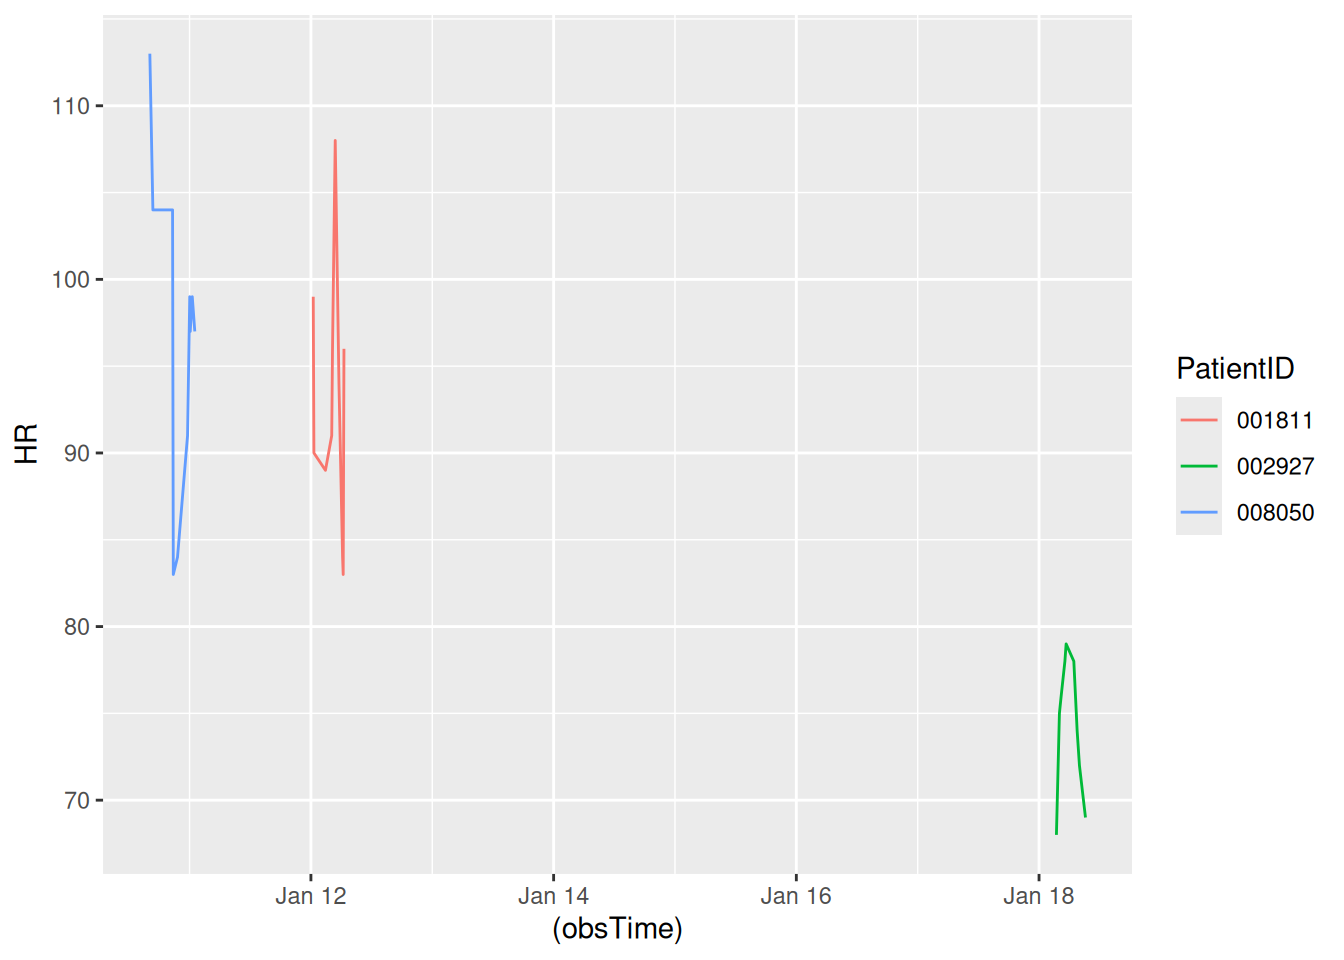 110
100
90
80
70
HR
Jan 12
Jan 14
Jan 16
Jan 18
(obsTime)
PatientID
001811
002927
008050